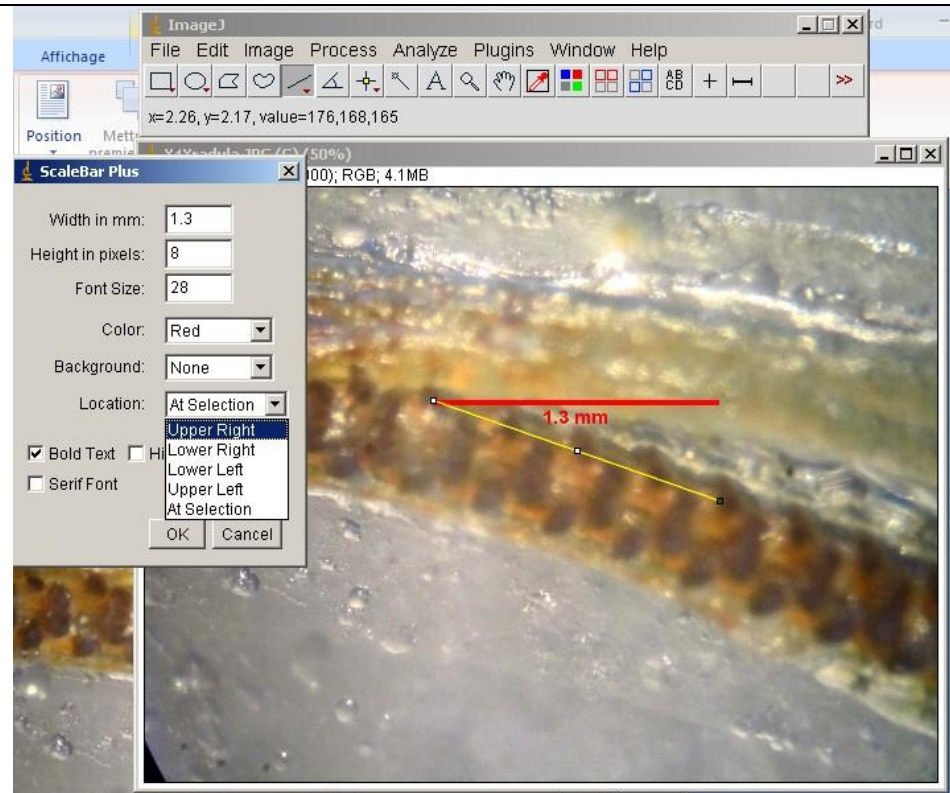 ImageJ
File Edit Image Process Analyze Plugins Window Help
A
AB
CD
>>
x=2.26, y=2.17, value=176,168,165
Affichage
Position
(50%)
RGB; 4.1MB
ScaleBar Plus
Width in mm: 1.3
Height in pixels: 8
Font Size: 28
Color: Red
Background: None
Location: At Selection
Upper Right
Lower Right
Lower Left
Upper Left
At Selection
Bold Text
Serif Font
OK Cancel
1.3 mm